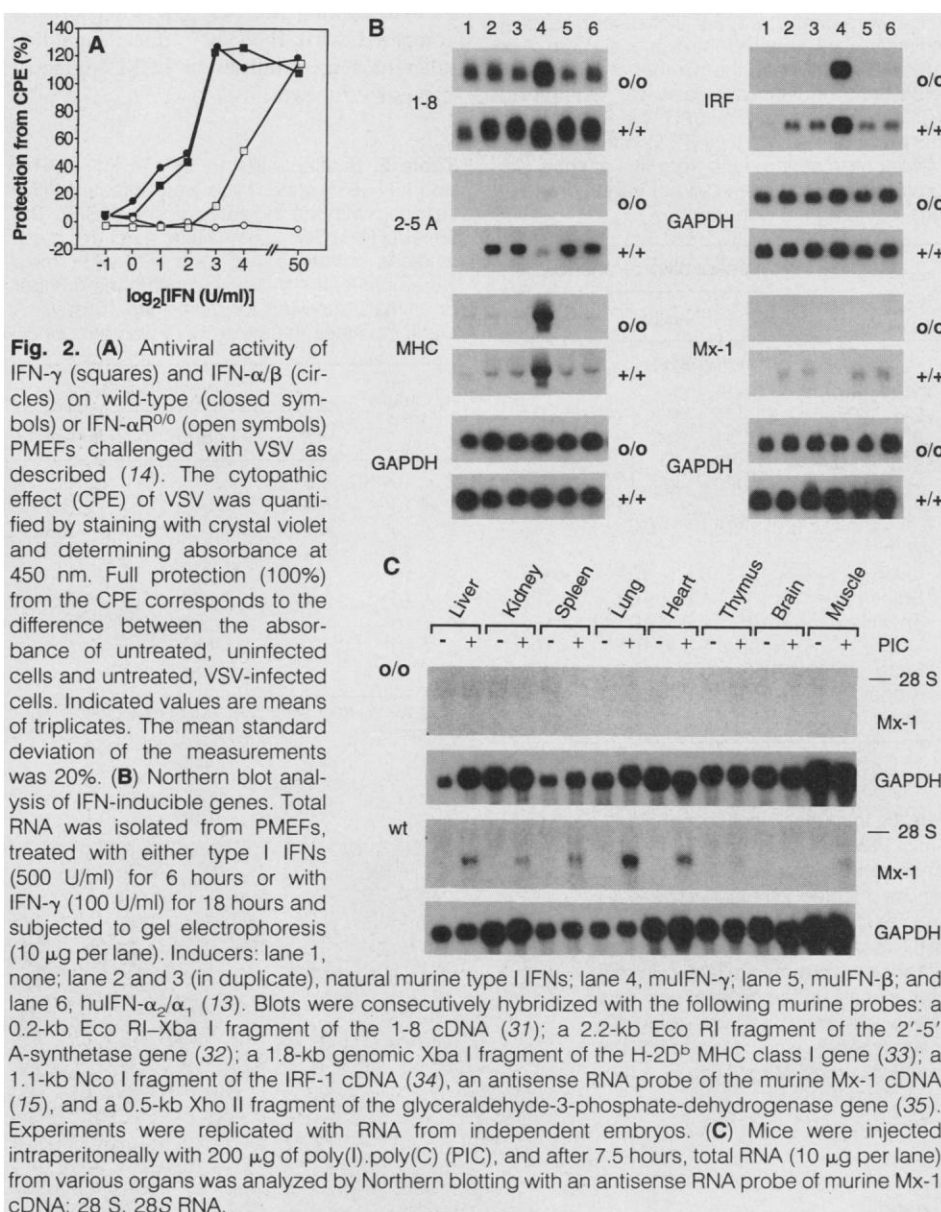 A
Protection from CPE (%)
140
120
100
80
60
40
20
0
-20
-1 0 1 2 3 4 50
log₂[IFN (U/ml)]
B
1 2 3 4 5 6
1-8
o/o
+/+
2-5 A
o/o
+/+
MHC
o/o
+/+
GAPDH
o/o
+/+
1 2 3 4 5 6
IRF
o/o
+/+
GAPDH
o/o
+/+
Mx-1
o/o
+/+
GAPDH
o/o
+/+
C
Liver Kidney Spleen Lung Heart Thymus Brain Muscle
- + - + - + - + - + - + - + - + PIC
o/o
— 28 S
Mx-1
GAPDH
wt
— 28 S
Mx-1
GAPDH
Fig. 2. (A) Antiviral activity of
IFN-γ (squares) and IFN-α/β (cir-
cles) on wild-type (closed sym-
bols) or IFN-αR⁰/⁰ (open symbols)
PMEFs challenged with VSV as
described (14). The cytopathic
effect (CPE) of VSV was quanti-
fied by staining with crystal violet
and determining absorbance at
450 nm. Full protection (100%)
from the CPE corresponds to the
difference between the absor-
bance of untreated, uninfected
cells and untreated, VSV-infected
cells. Indicated values are means
of triplicates. The mean standard
deviation of the measurements
was 20%. (B) Northern blot anal-
ysis of IFN-inducible genes. Total
RNA was isolated from PMEFs,
treated with either type I IFNs
(500 U/ml) for 6 hours or with
IFN-γ (100 U/ml) for 18 hours and
subjected to gel electrophoresis
(10 μg per lane). Inducers: lane 1,
none; lane 2 and 3 (in duplicate), natural murine type I IFNs; lane 4, muIFN-γ; lane 5, muIFN-β; and
lane 6, huIFN-α₂/α₁ (13). Blots were consecutively hybridized with the following murine probes: a
0.2-kb Eco RI–Xba I fragment of the 1-8 cDNA (31); a 2.2-kb Eco RI fragment of the 2'-5'
A-synthetase gene (32); a 1.8-kb genomic Xba I fragment of the H-2Dᵇ MHC class I gene (33); a
1.1-kb Nco I fragment of the IRF-1 cDNA (34), an antisense RNA probe of the murine Mx-1 cDNA
(15), and a 0.5-kb Xho II fragment of the glyceraldehyde-3-phosphate-dehydrogenase gene (35).
Experiments were replicated with RNA from independent embryos. (C) Mice were injected
intraperitoneally with 200 μg of poly(I).poly(C) (PIC), and after 7.5 hours, total RNA (10 μg per lane)
from various organs was analyzed by Northern blotting with an antisense RNA probe of murine Mx-1
cDNA; 28 S, 28S RNA.